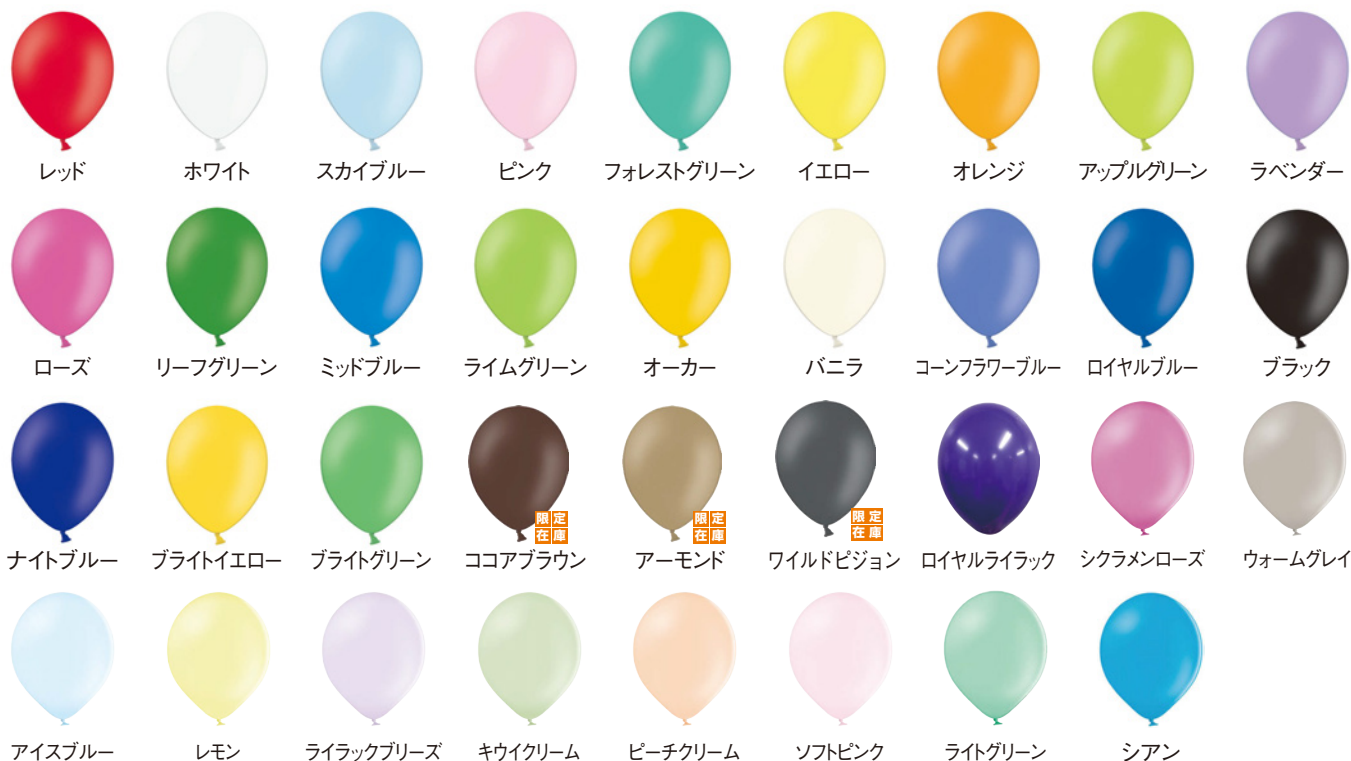 レッド
ホワイト
スカイブルー
ピンク
フォレストグリーン
イエロー
オレンジ
アップルグリーン
ラベンダー
ローズ
リーフグリーン
ミッドブルー
ライムグリーン
オーカー
バニラ
コーンフラワーブルー
ロイヤルブルー
ブラック
限定
在庫
限定
在庫
限定
在庫
ナイトブルー
ブライトイエロー
ブライトグリーン
ココアブラウン
アーモンド
ワイルドピジョン
ロイヤルライラック
シクラメンローズ
ウォームグレイ
アイスブルー
レモン
ライラックブリーズ
キウイクリーム
ピーチクリーム
ソフトピンク
ライトグリーン
シアン